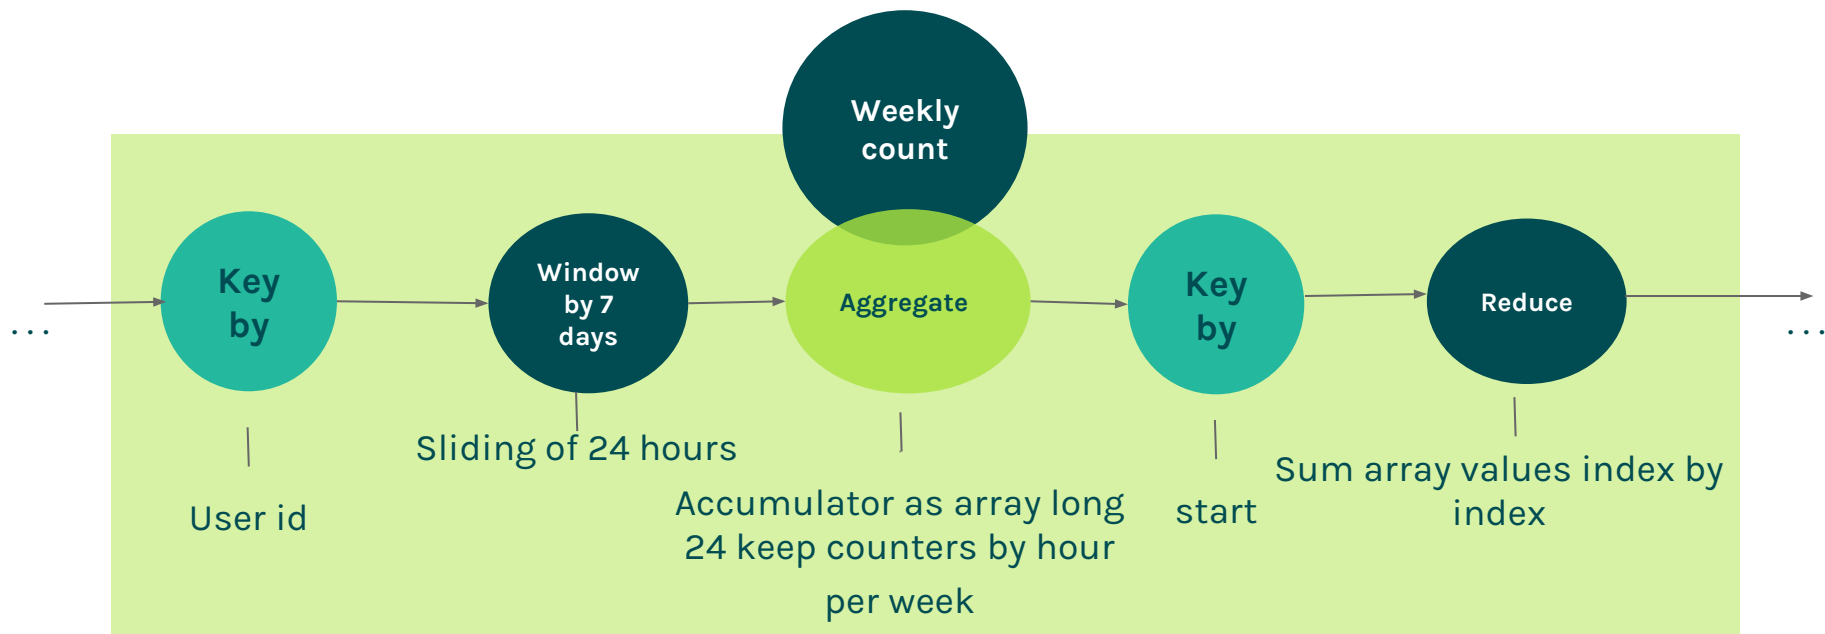 Weekly
count
Key
by
Window
by 7
days
Aggregate
Key
by
Reduce
...
...
User id
Sliding of 24 hours
Accumulator as array long
24 keep counters by hour
per week
start
Sum array values index by
index